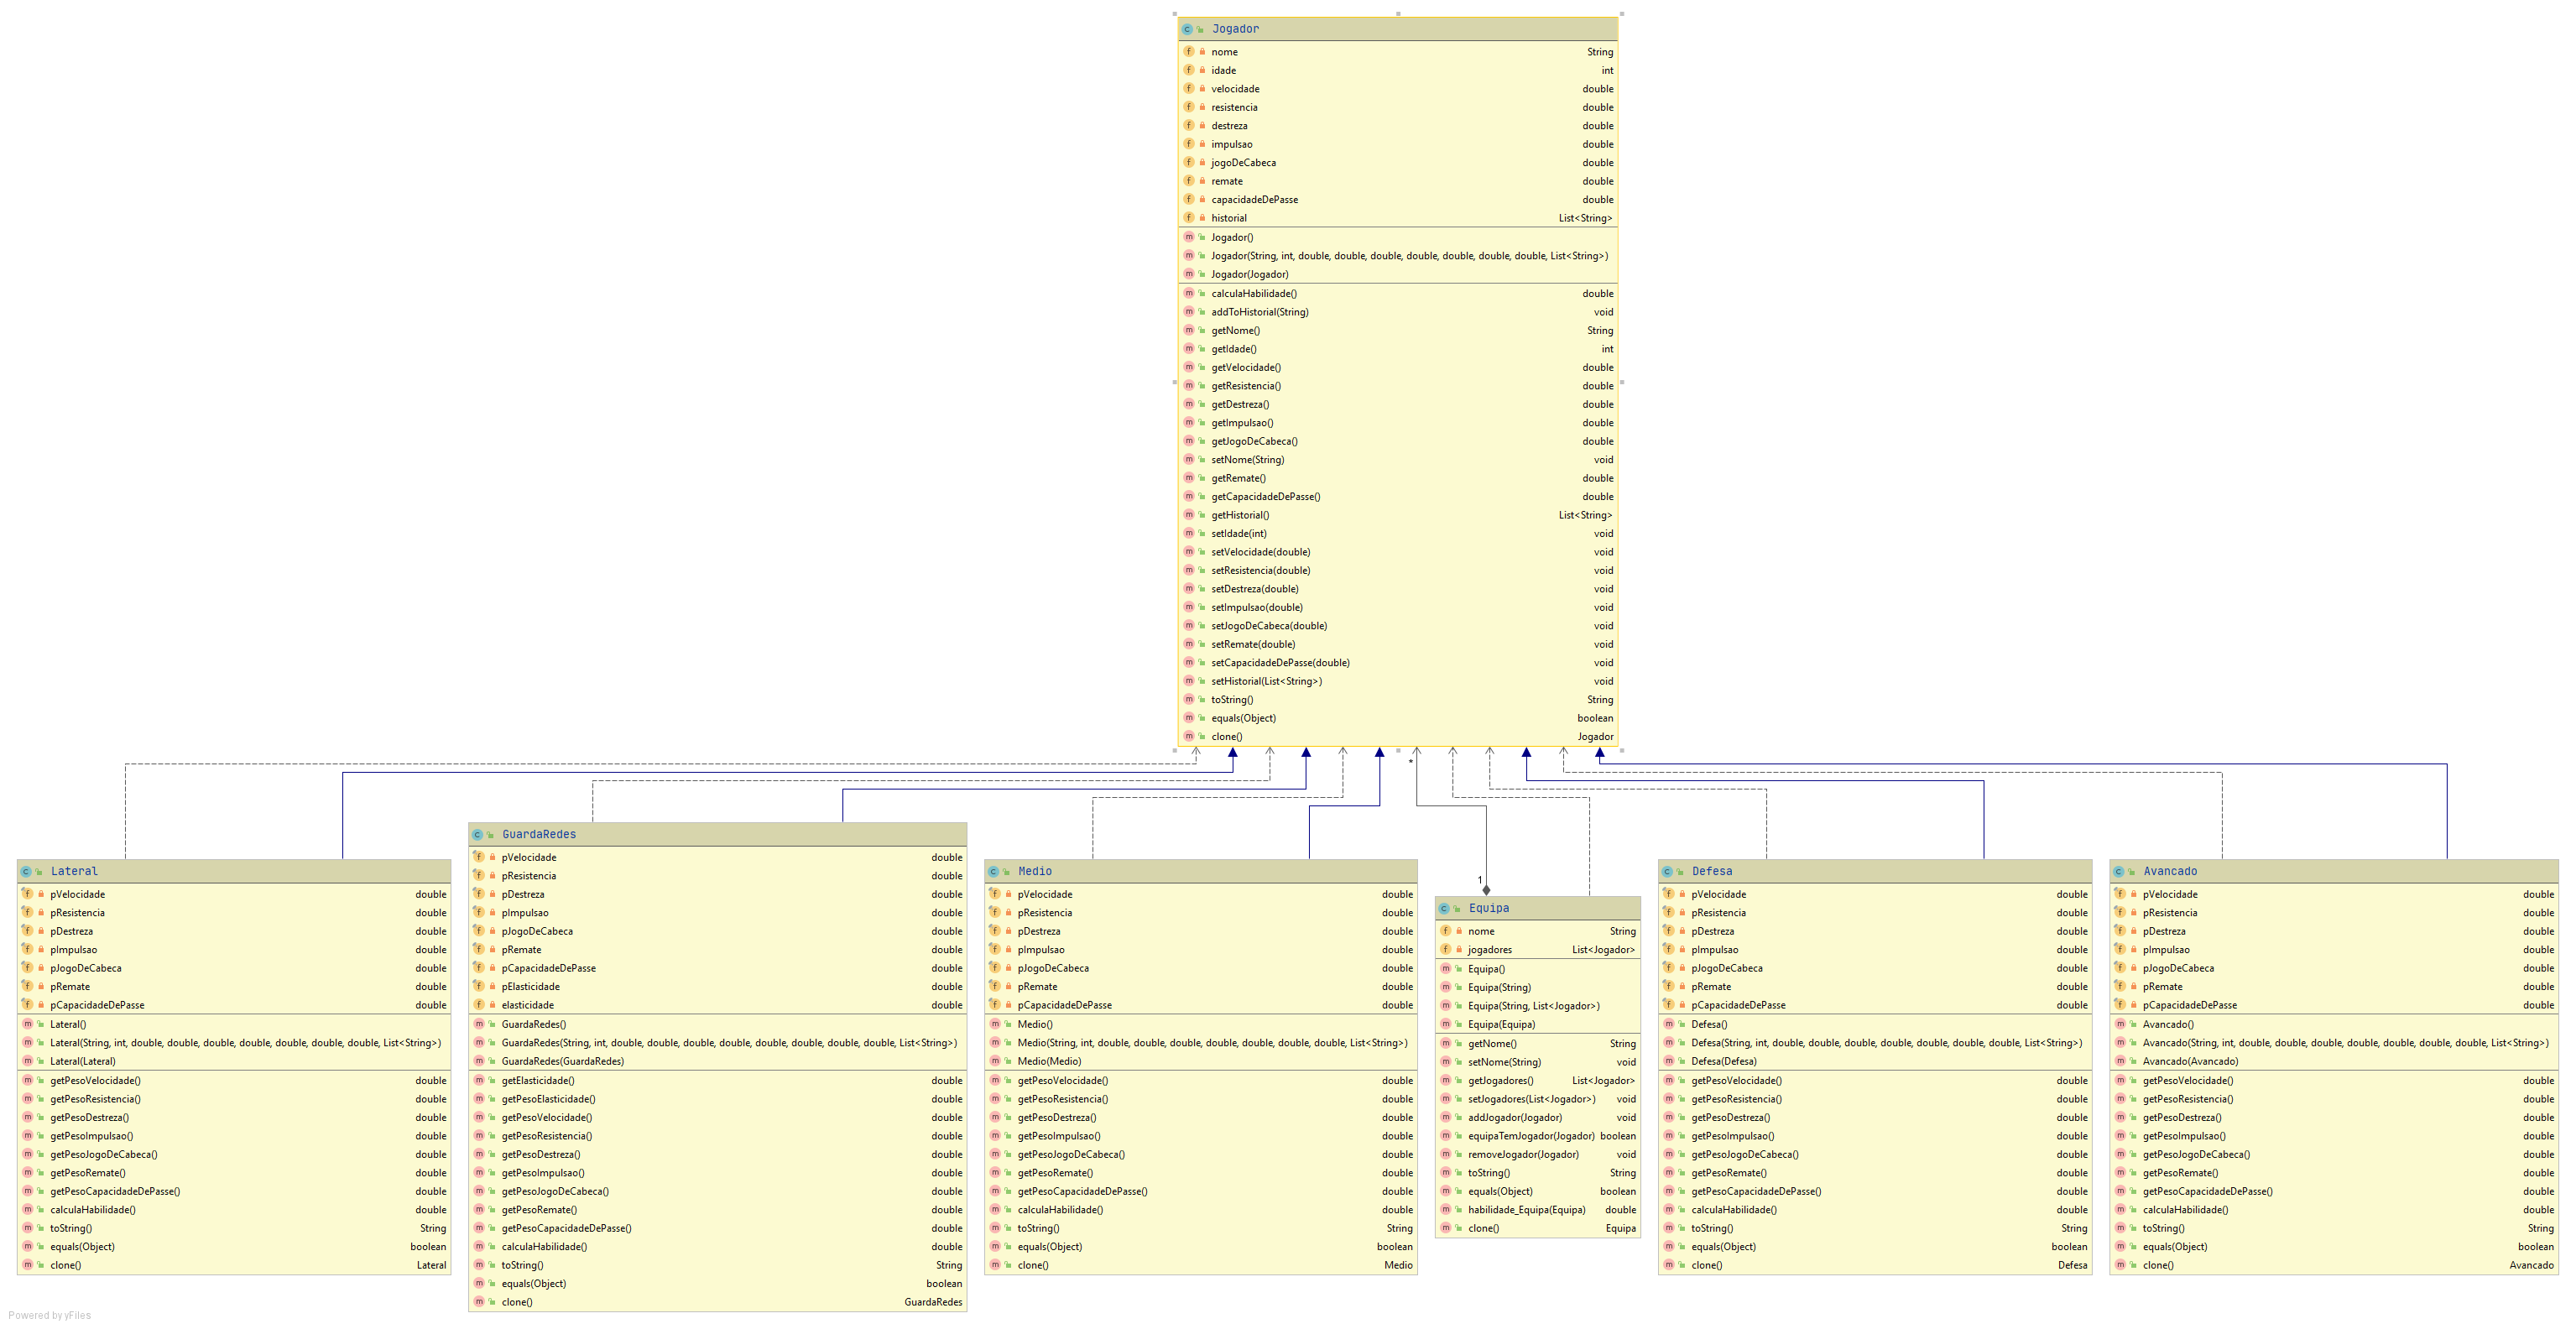 Jogador
nome String
idade int
velocidade double
resistencia double
destreza double
impulsao double
jogoDeCabeca double
remate double
capacidadeDePasse double
historial List<String>
Jogador()
Jogador(String, int, double, double, double, double, double, double, double, List<String>)
Jogador(Jogador)
calculaHabilidade() double
addToHistorial(String) void
getNome() String
getIdade() int
getVelocidade() double
getResistencia() double
getDestreza() double
getImpulsao() double
getJogoDeCabeca() double
setNome(String) void
getRemate() double
getCapacidadeDePasse() double
getHistorial() List<String>
setIdade(int) void
setVelocidade(double) void
setResistencia(double) void
setDestreza(double) void
setImpulsao(double) void
setJogoDeCabeca(double) void
setRemate(double) void
setCapacidadeDePasse(double) void
setHistorial(List<String>) void
toString() String
equals(Object) boolean
clone() Jogador
*
1
Lateral
pVelocidade double
pResistencia double
pDestreza double
pImpulsao double
pJogoDeCabeca double
pRemate double
pCapacidadeDePasse double
Lateral()
Lateral(String, int, double, double, double, double, double, double, double, List<String>)
Lateral(Lateral)
getPesoVelocidade() double
getPesoResistencia() double
getPesoDestreza() double
getPesoImpulsao() double
getPesoJogoDeCabeca() double
getPesoRemate() double
getPesoCapacidadeDePasse() double
calculaHabilidade() double
toString() String
equals(Object) boolean
clone() Lateral
GuardaRedes
pVelocidade double
pResistencia double
pDestreza double
pImpulsao double
pJogoDeCabeca double
pRemate double
pCapacidadeDePasse double
pElasticidade double
elasticidade double
GuardaRedes()
GuardaRedes(String, int, double, double, double, double, double, double, double, double, List<String>)
GuardaRedes(GuardaRedes)
getElasticidade() double
getPesoElasticidade() double
getPesoVelocidade() double
getPesoResistencia() double
getPesoDestreza() double
getPesoImpulsao() double
getPesoJogoDeCabeca() double
getPesoRemate() double
getPesoCapacidadeDePasse() double
calculaHabilidade() double
toString() String
equals(Object) boolean
clone() GuardaRedes
Medio
pVelocidade double
pResistencia double
pDestreza double
pImpulsao double
pJogoDeCabeca double
pRemate double
pCapacidadeDePasse double
Medio()
Medio(String, int, double, double, double, double, double, double, double, List<String>)
Medio(Medio)
getPesoVelocidade() double
getPesoResistencia() double
getPesoDestreza() double
getPesoImpulsao() double
getPesoJogoDeCabeca() double
getPesoRemate() double
getPesoCapacidadeDePasse() double
calculaHabilidade() double
toString() String
equals(Object) boolean
clone() Medio
Equipa
nome String
jogadores List<Jogador>
Equipa()
Equipa(String)
Equipa(String, List<Jogador>)
Equipa(Equipa)
getNome() String
setNome(String) void
getJogadores() List<Jogador>
setJogadores(List<Jogador>) void
addJogador(Jogador) void
equipaTemJogador(Jogador) boolean
removeJogador(Jogador) void
toString() String
equals(Object) boolean
habilidade_Equipa(Equipa) double
clone() Equipa
Defesa
pVelocidade double
pResistencia double
pDestreza double
pImpulsao double
pJogoDeCabeca double
pRemate double
pCapacidadeDePasse double
Defesa()
Defesa(String, int, double, double, double, double, double, double, double, List<String>)
Defesa(Defesa)
getPesoVelocidade() double
getPesoResistencia() double
getPesoDestreza() double
getPesoImpulsao() double
getPesoJogoDeCabeca() double
getPesoRemate() double
getPesoCapacidadeDePasse() double
calculaHabilidade() double
toString() String
equals(Object) boolean
clone() Defesa
Avancado
pVelocidade double
pResistencia double
pDestreza double
pImpulsao double
pJogoDeCabeca double
pRemate double
pCapacidadeDePasse double
Avancado()
Avancado(String, int, double, double, double, double, double, double, double, List<String>)
Avancado(Avancado)
getPesoVelocidade() double
getPesoResistencia() double
getPesoDestreza() double
getPesoImpulsao() double
getPesoJogoDeCabeca() double
getPesoRemate() double
getPesoCapacidadeDePasse() double
calculaHabilidade() double
toString() String
equals(Object) boolean
clone() Avancado
Powered by yFiles